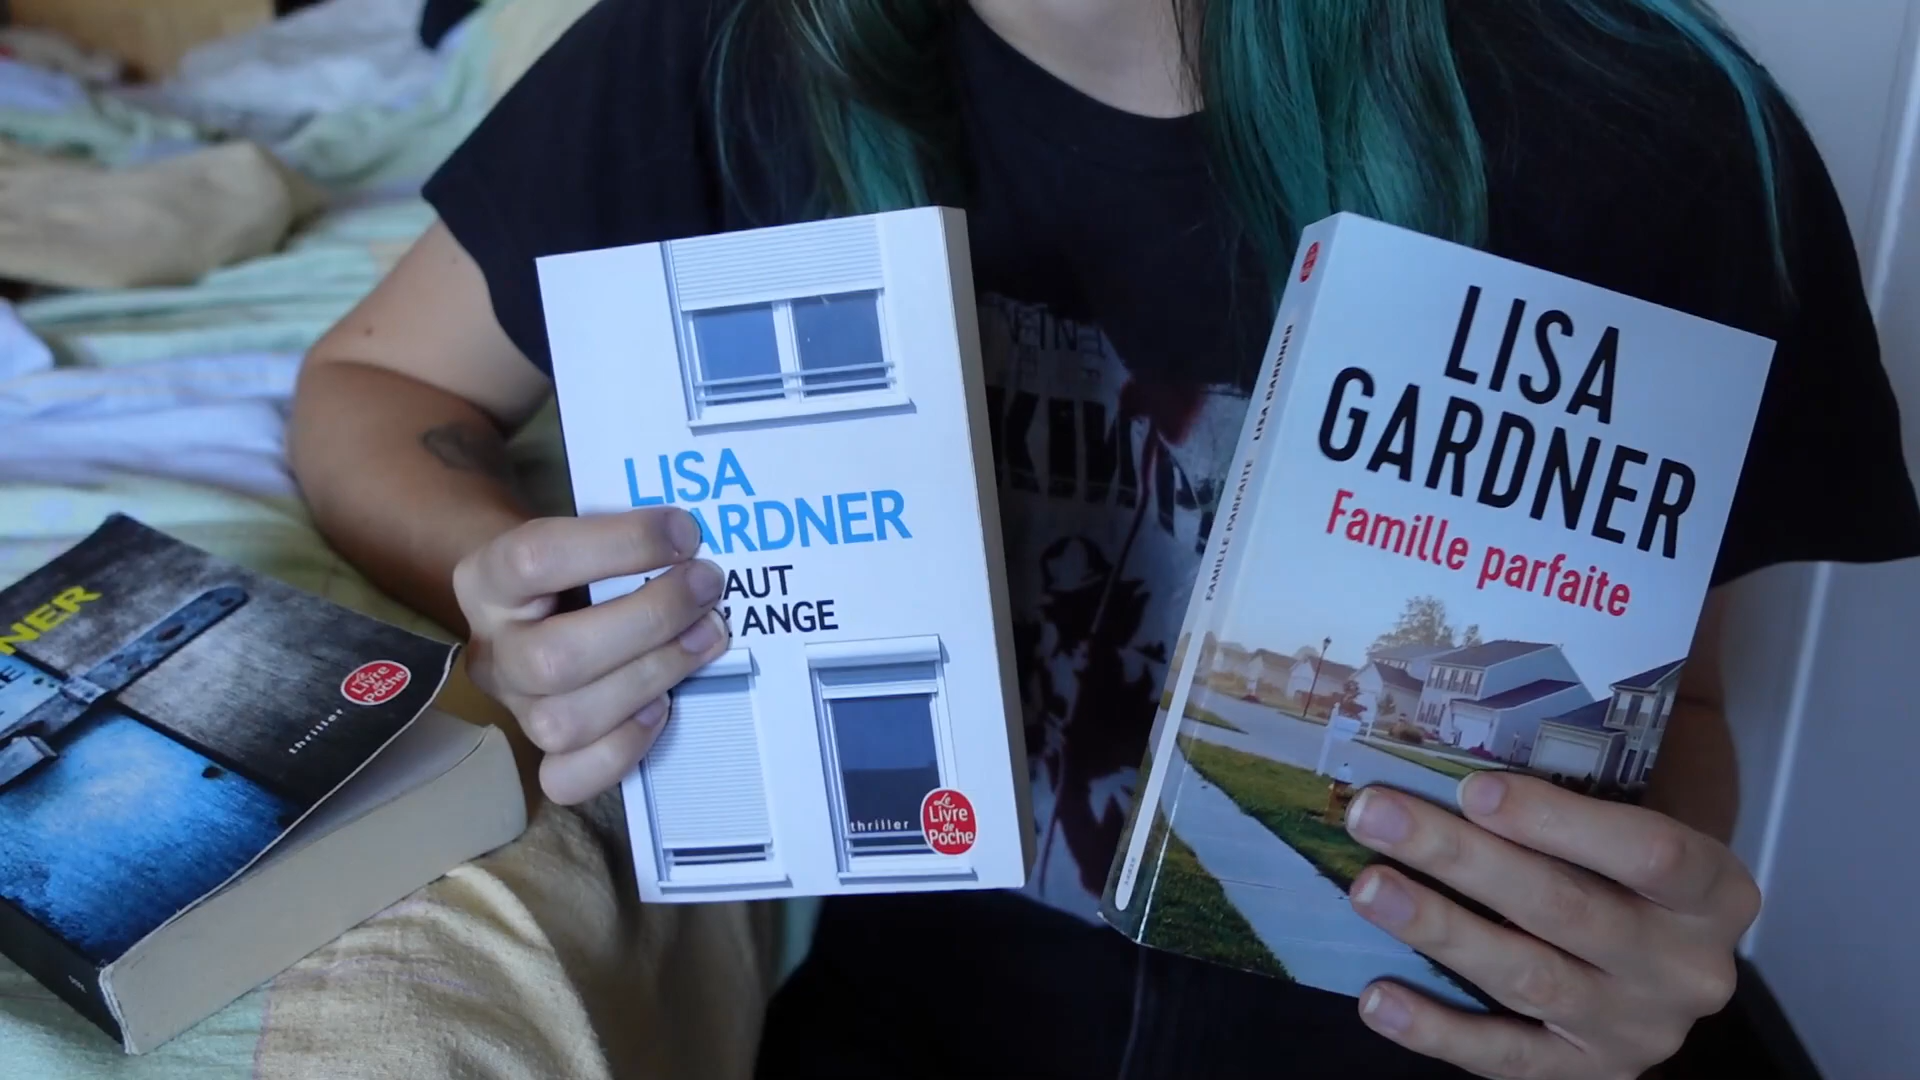 LISA
ARDNER
AUT
ANGE
thriller
Le
Livre
de
Poche
LISA
GARDNER
Famille parfaite
FAMILLE PARFAITE LISA GARDNER
NER
thriller
Le
Livre
de
Poche